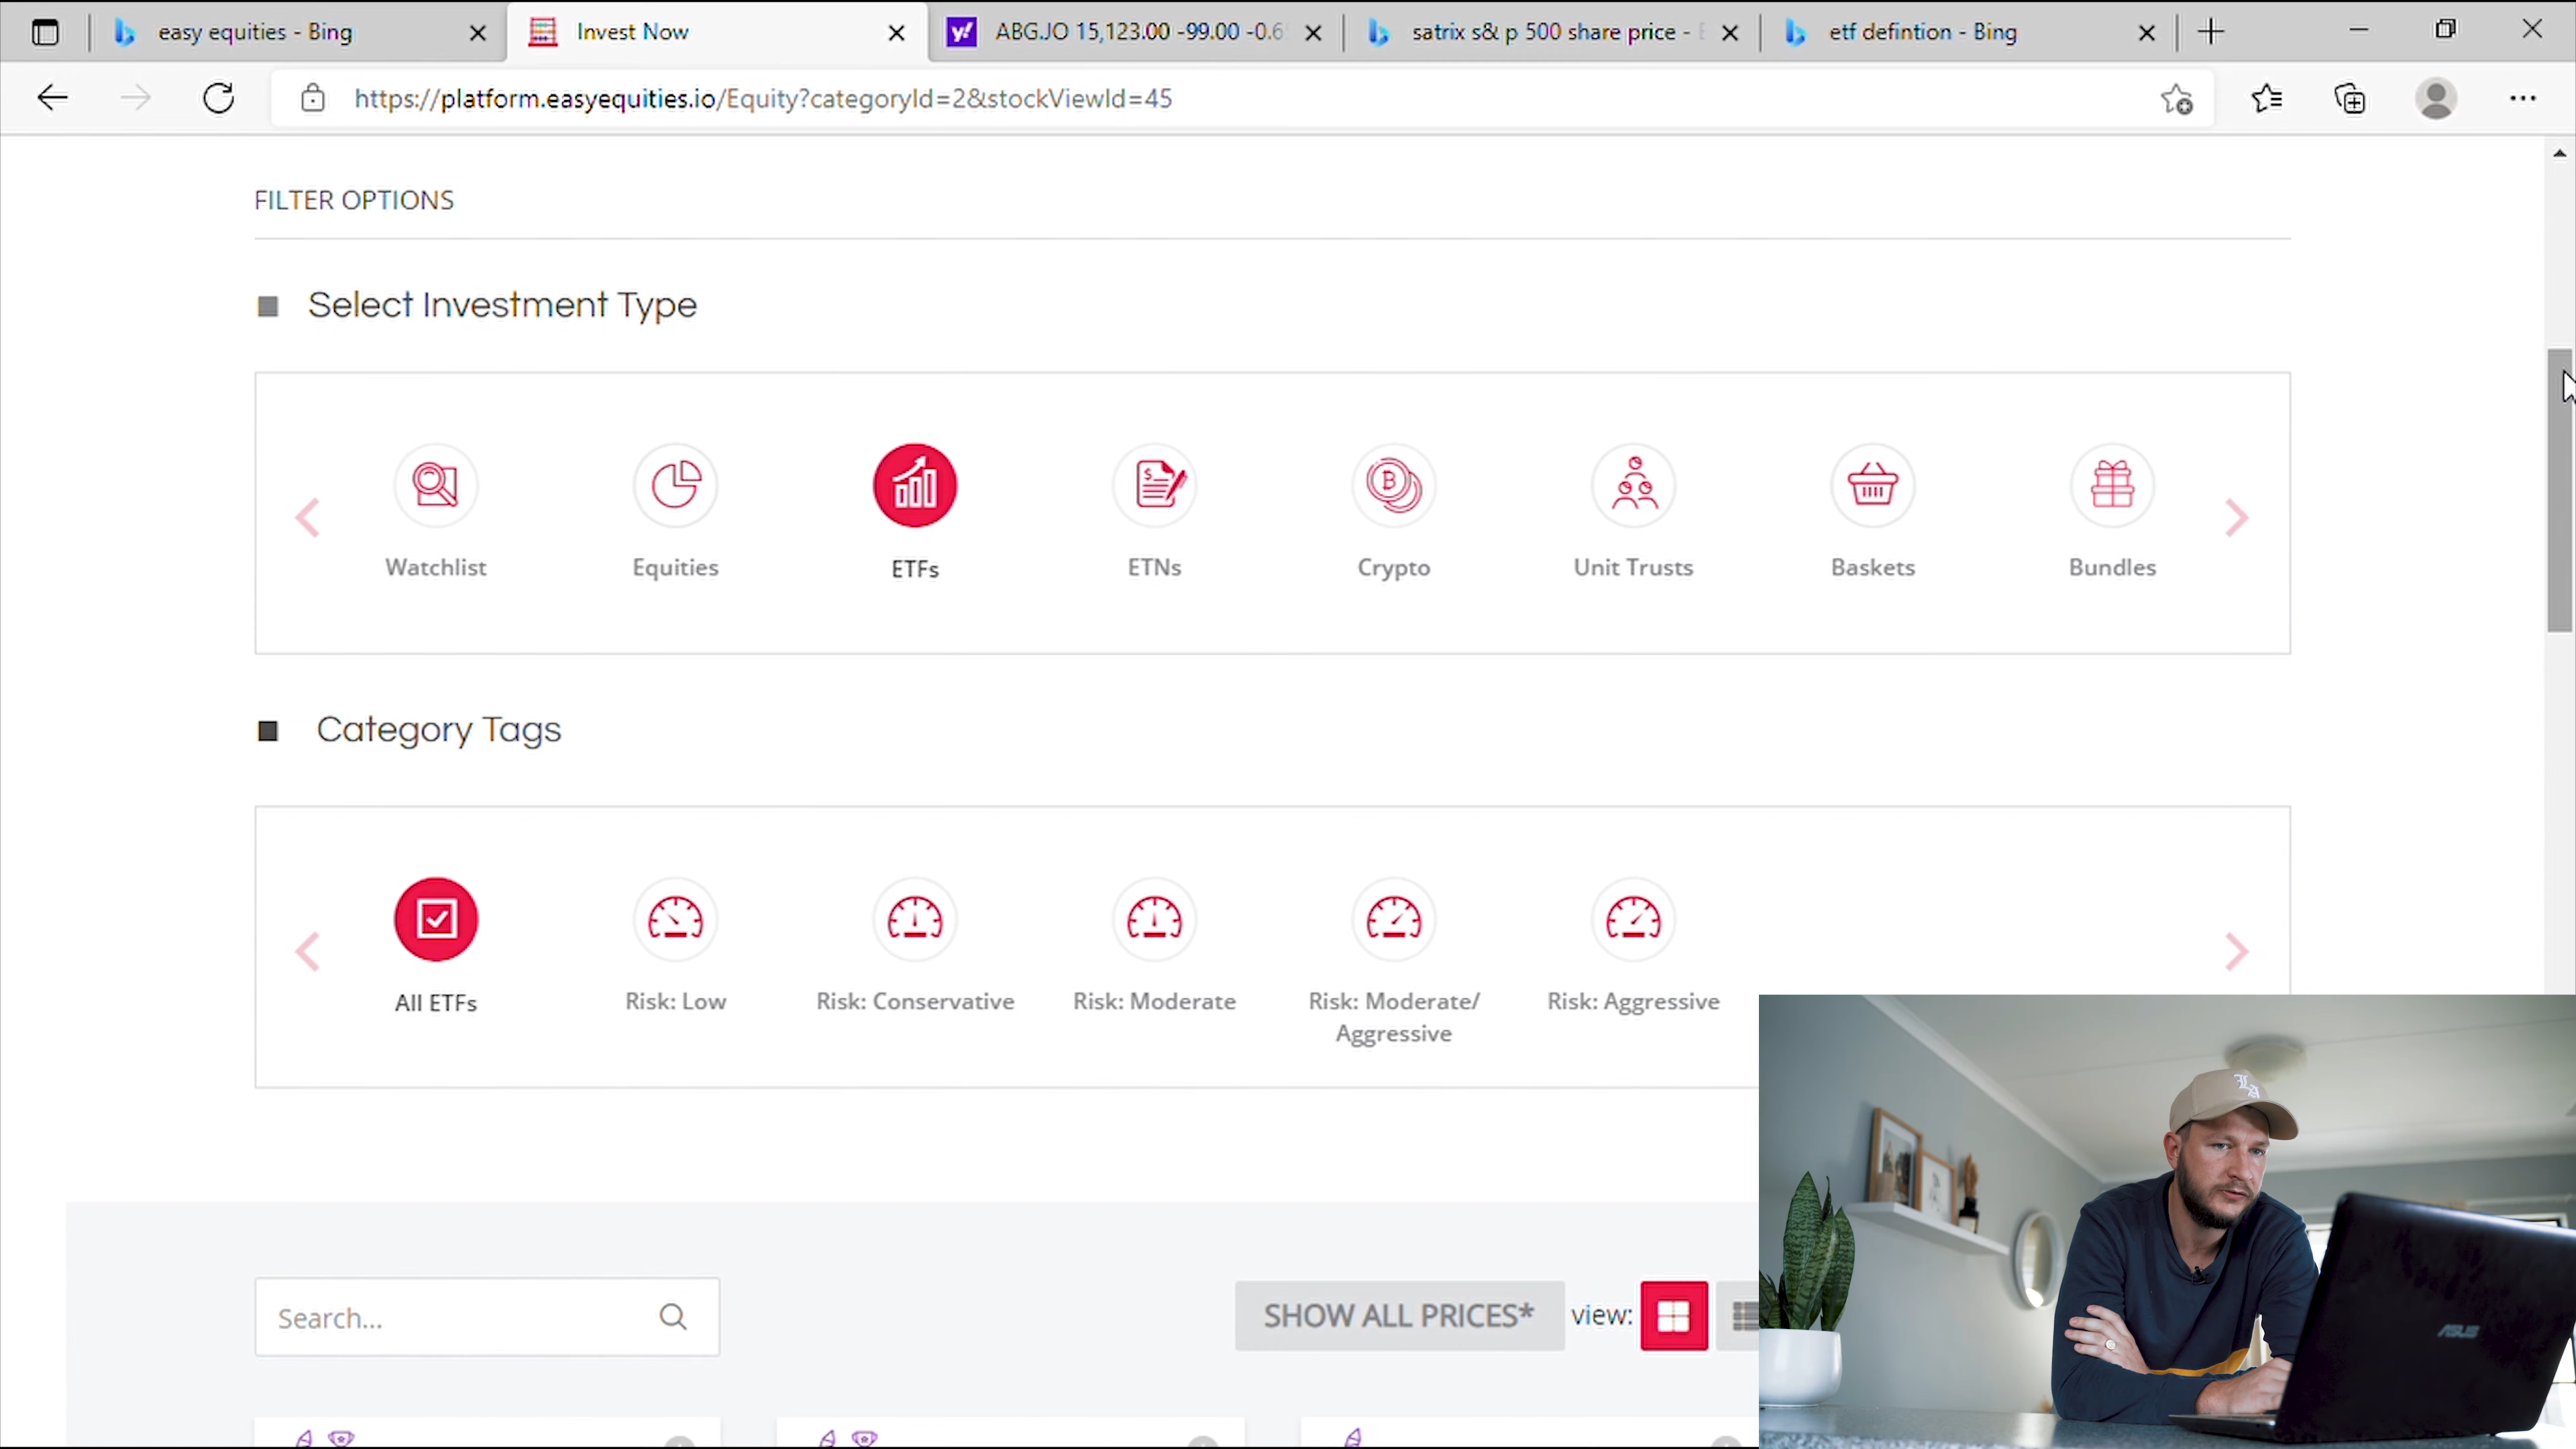 easy equities - Bing
Invest Now
ABG.JO 15,123.00 -99.00 -0.6
satrix s& p 500 share price -
etf defintion - Bing
https://platform.easyequities.io/Equity?categoryId=2&stockViewId=45
FILTER OPTIONS
Select Investment Type
Watchlist
Equities
ETFs
ETNs
Crypto
Unit Trusts
Baskets
Bundles
Category Tags
All ETFs
Risk: Low
Risk: Conservative
Risk: Moderate
Risk: Moderate/
Aggressive
Risk: Aggressive
Search...
SHOW ALL PRICES*
view:
LA
ASUS